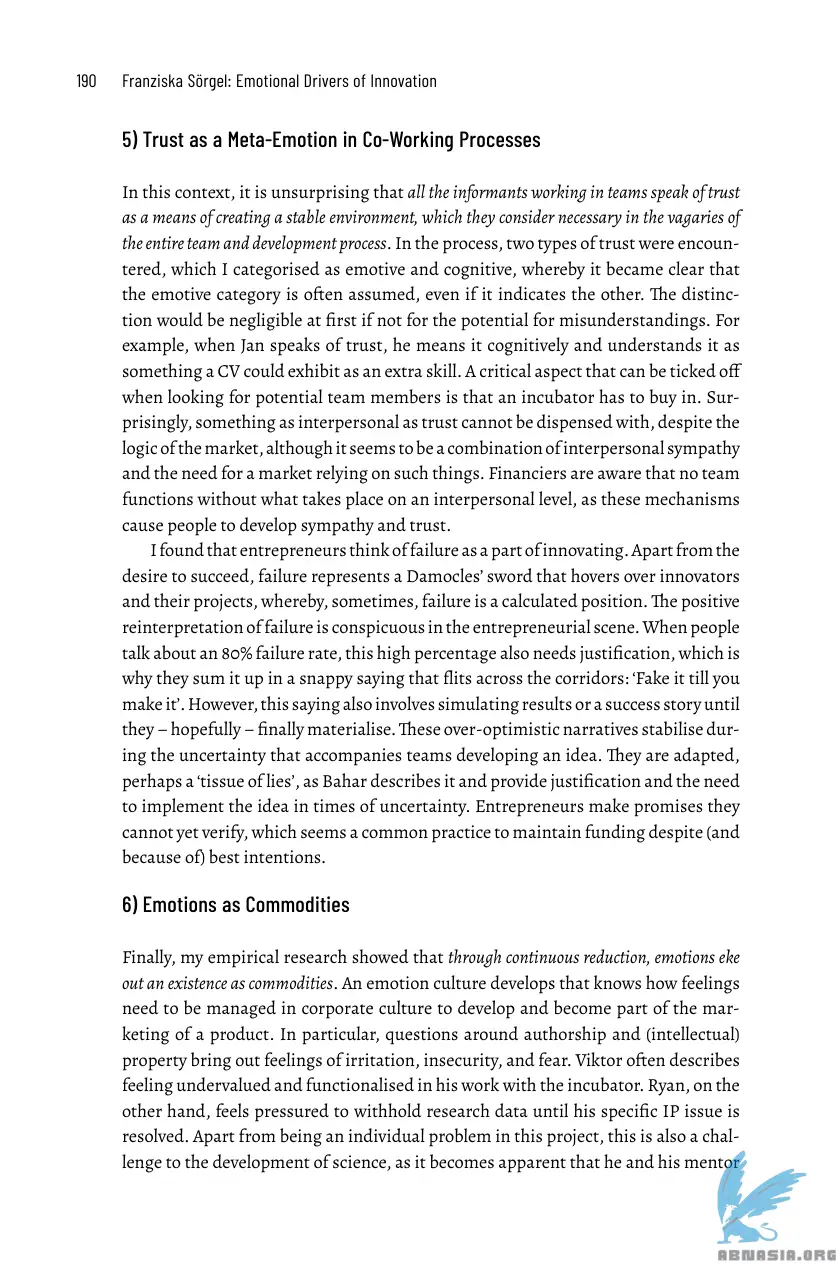 190 Franziska Sörgel: Emotional Drivers of Innovation
5) Trust as a Meta-Emotion in Co-Working Processes
In this context, it is unsurprising that all the informants working in teams speak of trust
as a means of creating a stable environment, which they consider necessary in the vagaries of
the entire team and development process. In the process, two types of trust were encoun-
tered, which I categorised as emotive and cognitive, whereby it became clear that
the emotive category is often assumed, even if it indicates the other. The distinc-
tion would be negligible at first if not for the potential for misunderstandings. For
example, when Jan speaks of trust, he means it cognitively and understands it as
something a CV could exhibit as an extra skill. A critical aspect that can be ticked off
when looking for potential team members is that an incubator has to buy in. Sur-
prisingly, something as interpersonal as trust cannot be dispensed with, despite the
logic of the market, although it seems to be a combination of interpersonal sympathy
and the need for a market relying on such things. Financiers are aware that no team
functions without what takes place on an interpersonal level, as these mechanisms
cause people to develop sympathy and trust.
I found that entrepreneurs think of failure as a part of innovating. Apart from the
desire to succeed, failure represents a Damocles’ sword that hovers over innovators
and their projects, whereby, sometimes, failure is a calculated position. The positive
reinterpretation of failure is conspicuous in the entrepreneurial scene. When people
talk about an 80% failure rate, this high percentage also needs justification, which is
why they sum it up in a snappy saying that flits across the corridors: ‘Fake it till you
make it’. However, this saying also involves simulating results or a success story until
they – hopefully – finally materialise. These over-optimistic narratives stabilise dur-
ing the uncertainty that accompanies teams developing an idea. They are adapted,
perhaps a ‘tissue of lies’, as Bahar describes it and provide justification and the need
to implement the idea in times of uncertainty. Entrepreneurs make promises they
cannot yet verify, which seems a common practice to maintain funding despite (and
because of) best intentions.
6) Emotions as Commodities
Finally, my empirical research showed that through continuous reduction, emotions eke
out an existence as commodities. An emotion culture develops that knows how feelings
need to be managed in corporate culture to develop and become part of the mar-
keting of a product. In particular, questions around authorship and (intellectual)
property bring out feelings of irritation, insecurity, and fear. Viktor often describes
feeling undervalued and functionalised in his work with the incubator. Ryan, on the
other hand, feels pressured to withhold research data until his specific IP issue is
resolved. Apart from being an individual problem in this project, this is also a chal-
lenge to the development of science, as it becomes apparent that he and his mentor
ABNASIA.ORG